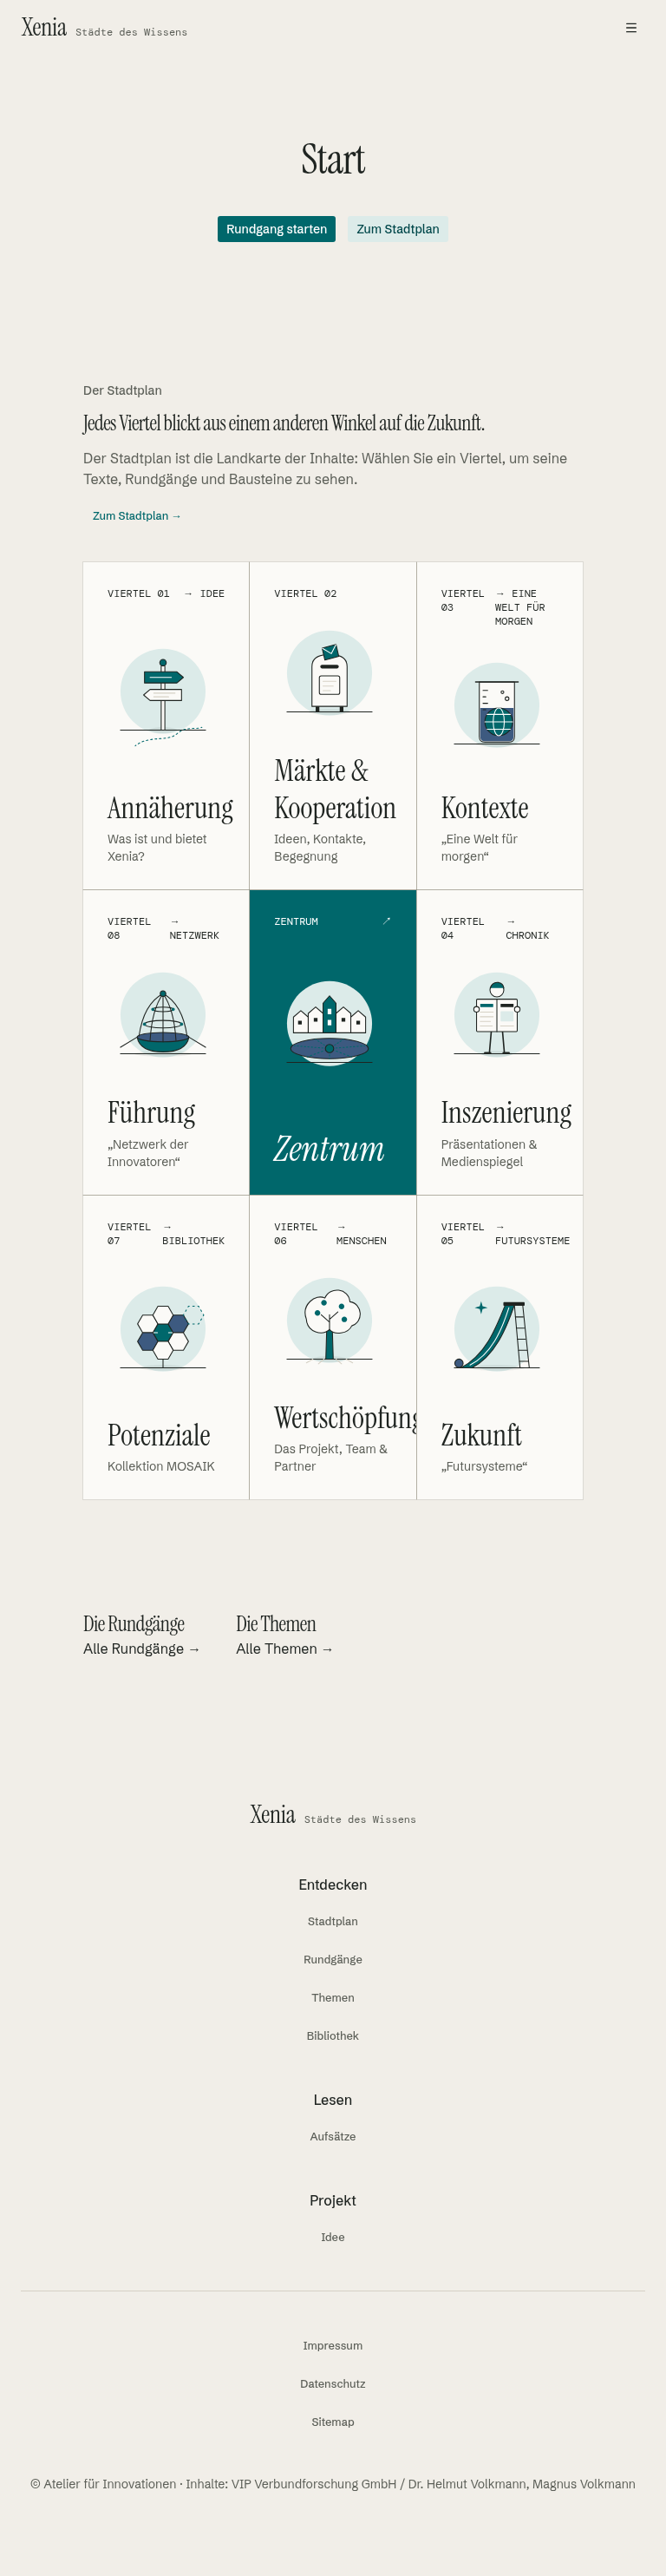 Xenia Städte des Wissens ☰
Start
Rundgang starten Zum Stadtplan
Der Stadtplan
Jedes Viertel blickt aus einem anderen Winkel auf die Zukunft.
Der Stadtplan ist die Landkarte der Inhalte: Wählen Sie ein Viertel, um seine
Texte, Rundgänge und Bausteine zu sehen.
Zum Stadtplan →
VIERTEL 01 → IDEE
Annäherung
Was ist und bietet
Xenia?
VIERTEL 02
Märkte &
Kooperation
Ideen, Kontakte,
Begegnung
VIERTEL → EINE
03 WELT FÜR
MORGEN
Kontexte
„Eine Welt für
morgen“
VIERTEL →
08 NETZWERK
Führung
„Netzwerk der
Innovatoren“
ZENTRUM ↗
Zentrum
VIERTEL →
04 CHRONIK
Inszenierung
Präsentationen &
Medienspiegel
VIERTEL →
07 BIBLIOTHEK
Potenziale
Kollektion MOSAIK
VIERTEL →
06 MENSCHEN
Wertschöpfung
Das Projekt, Team &
Partner
VIERTEL →
05 FUTURSYSTEME
Zukunft
„Futursysteme“
Die Rundgänge
Alle Rundgänge →
Die Themen
Alle Themen →
Xenia Städte des Wissens
Entdecken
Stadtplan
Rundgänge
Themen
Bibliothek
Lesen
Aufsätze
Projekt
Idee
Impressum
Datenschutz
Sitemap
© Atelier für Innovationen · Inhalte: VIP Verbundforschung GmbH / Dr. Helmut Volkmann, Magnus Volkmann